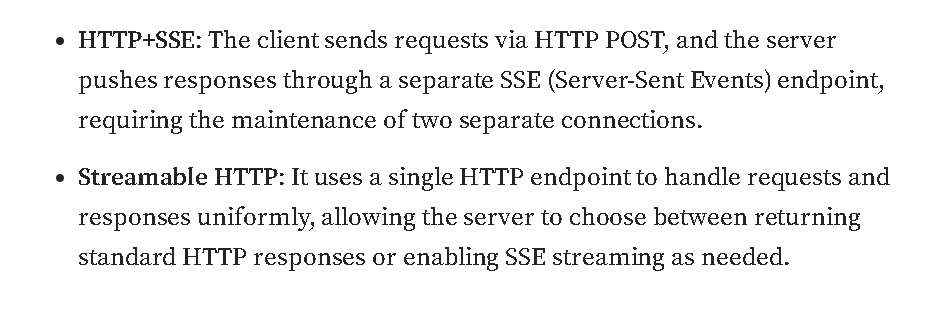 • HTTP+SSE: The client sends requests via HTTP POST, and the server
pushes responses through a separate SSE (Server-Sent Events) endpoint,
requiring the maintenance of two separate connections.
• Streamable HTTP: It uses a single HTTP endpoint to handle requests and
responses uniformly, allowing the server to choose between returning
standard HTTP responses or enabling SSE streaming as needed.